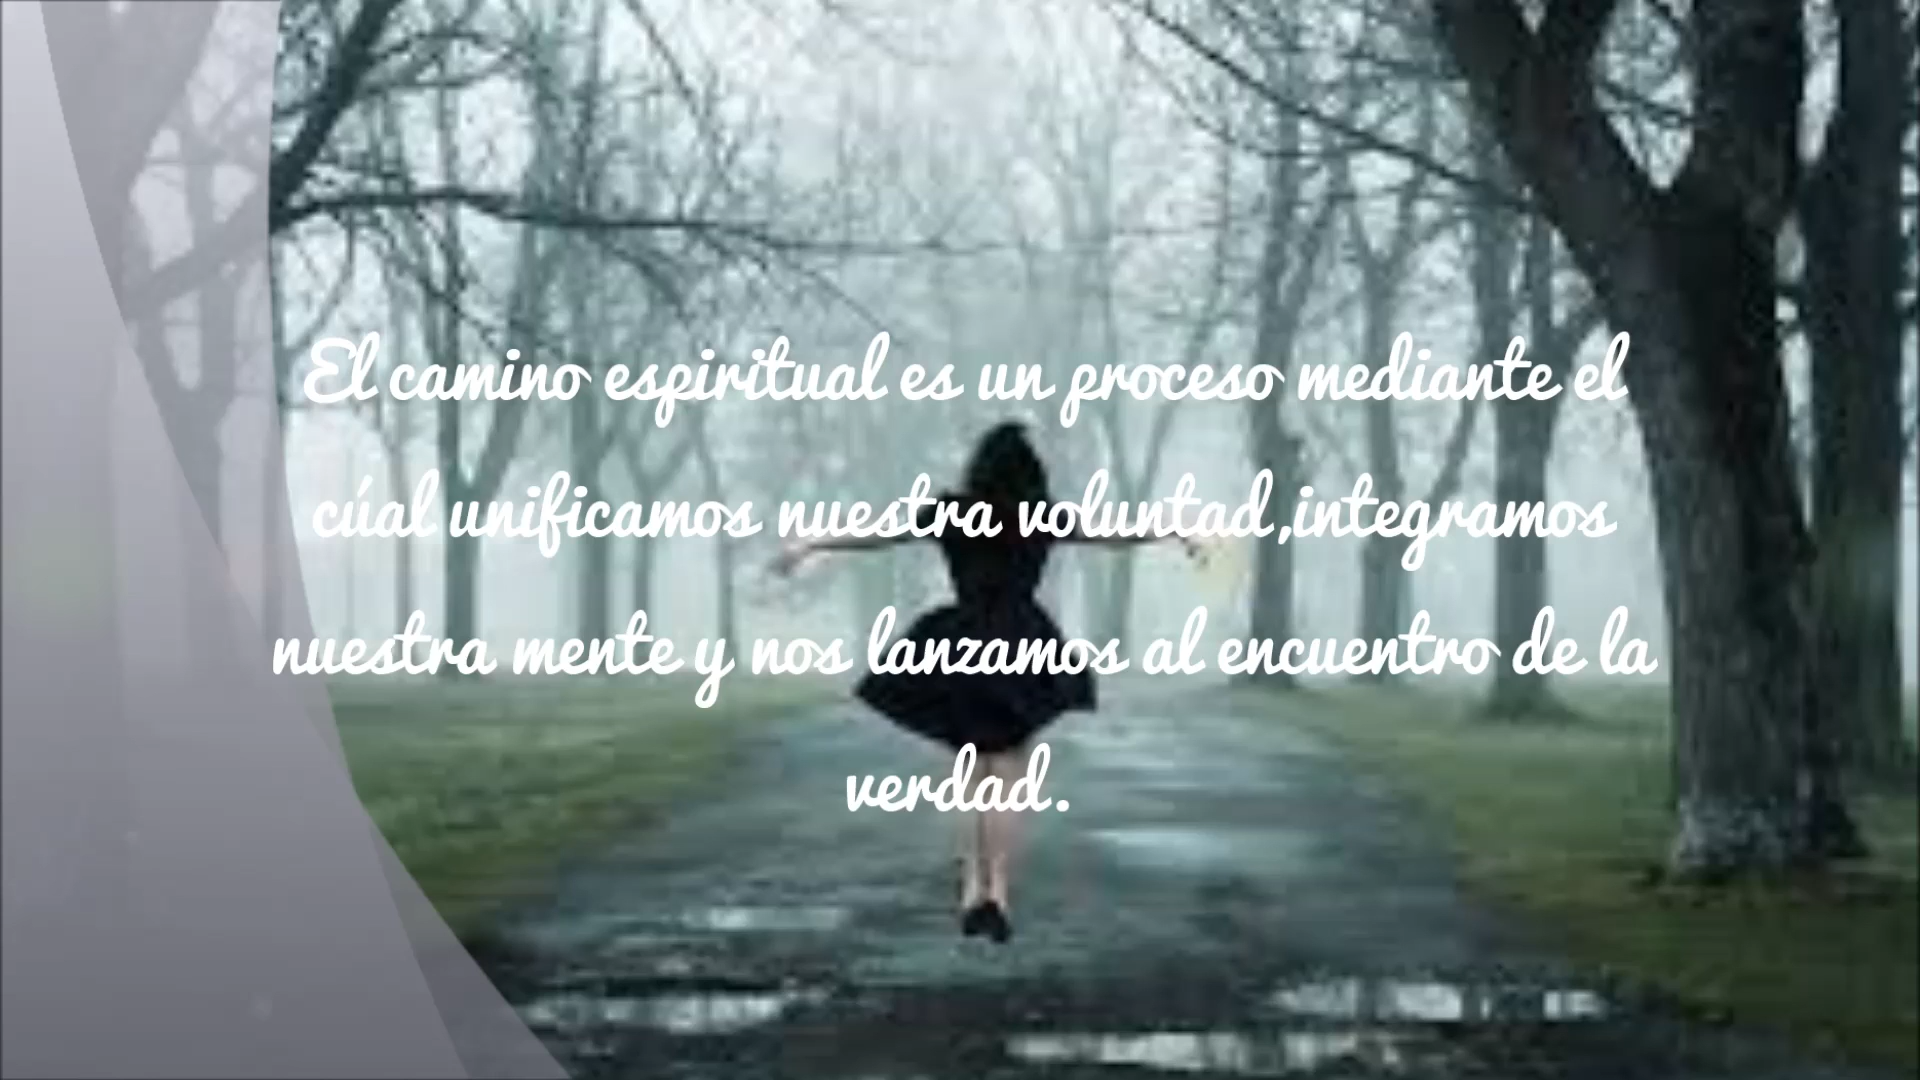 El camino espiritual es un proceso mediante el
cúal unificamos nuestra voluntad,integramos
nuestra mente y nos lanzamos al encuentro de la
verdad.